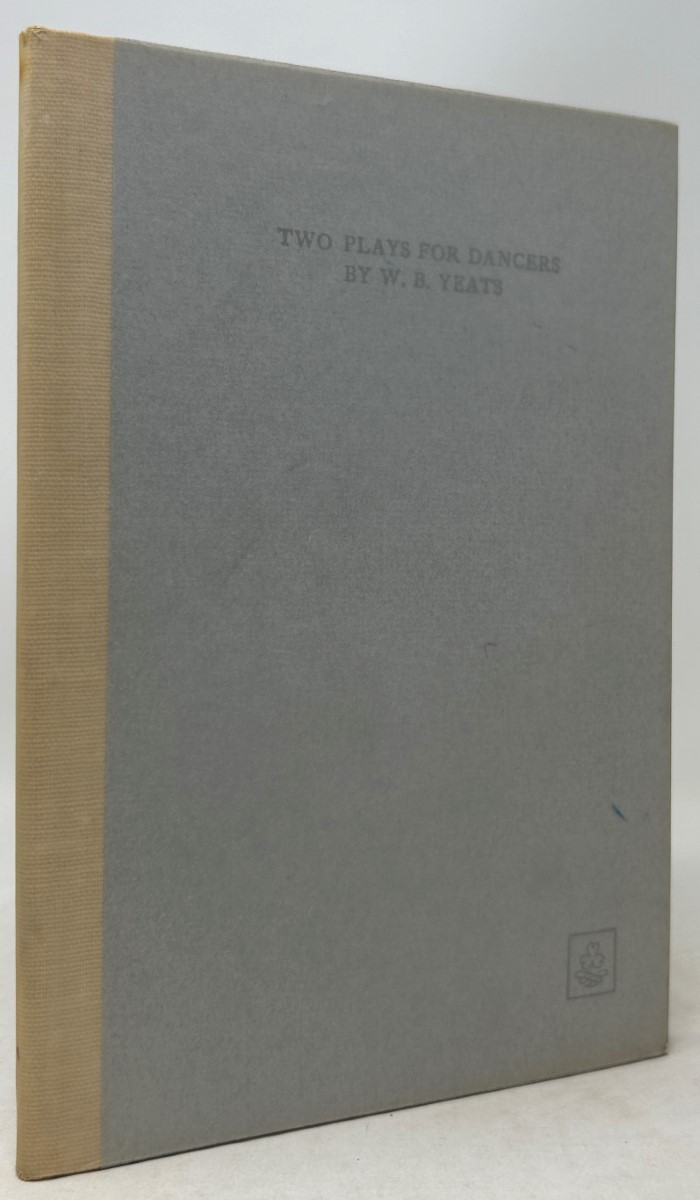 TWO PLAYS FOR DANCERS
BY W. B. YEATS